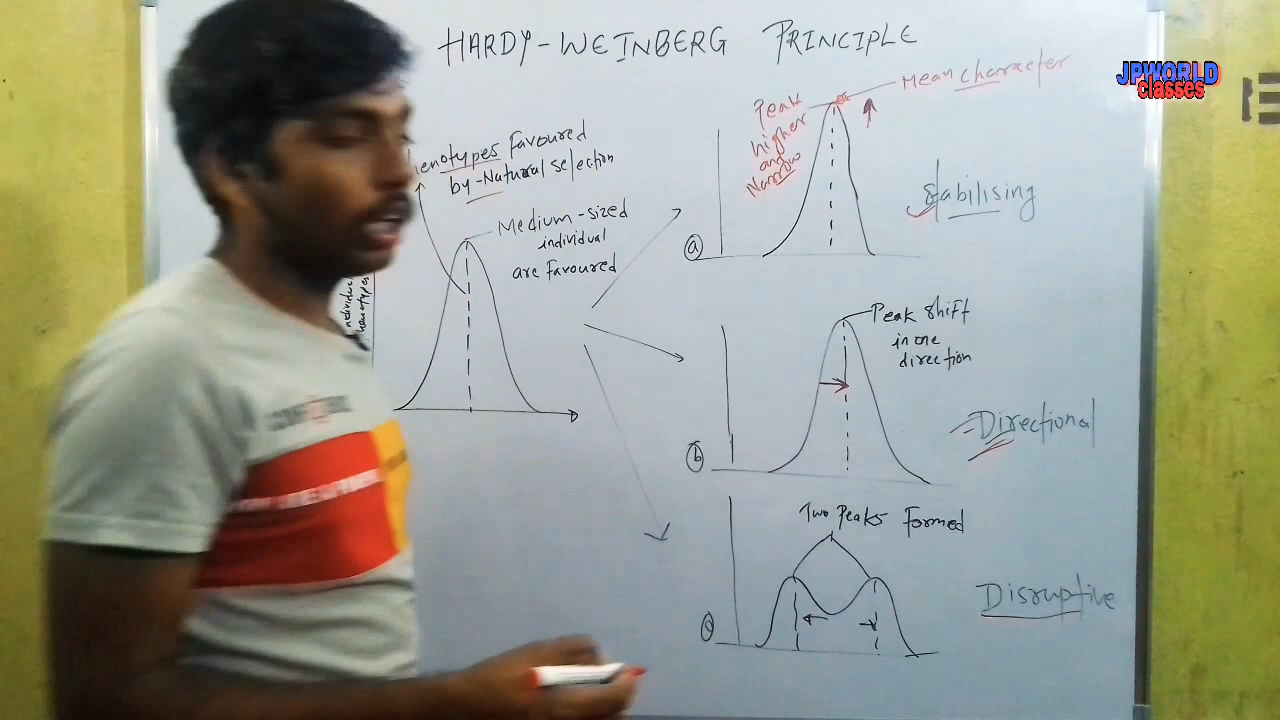 HARDY-WEINBERG PRINCIPLE
JPWORLD
classes
henotypes Favoured
by-Natural selection
Medium-sized
individual
are favoured
Peak
higher
and
Narrow
Mean character
Stabilising
a
Peak shift
in one
direction
Directional
b
Two Peaks Formed
Disruptive